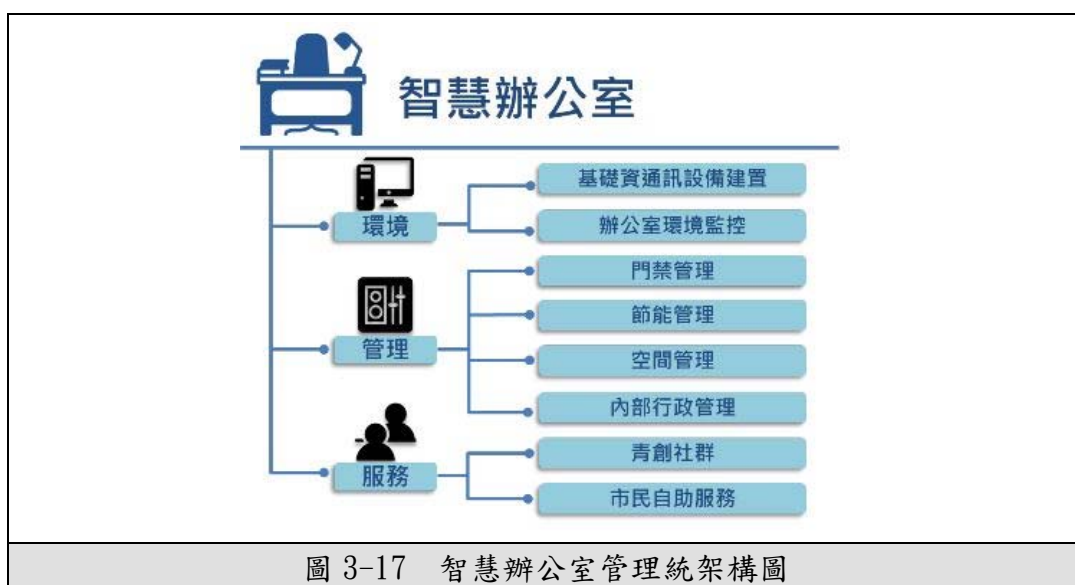 智慧辦公室
環境
基礎資通訊設備建置
辦公室環境監控
管理
門禁管理
節能管理
空間管理
內部行政管理
服務
青創社群
市民自助服務
圖 3-17 智慧辦公室管理統架構圖